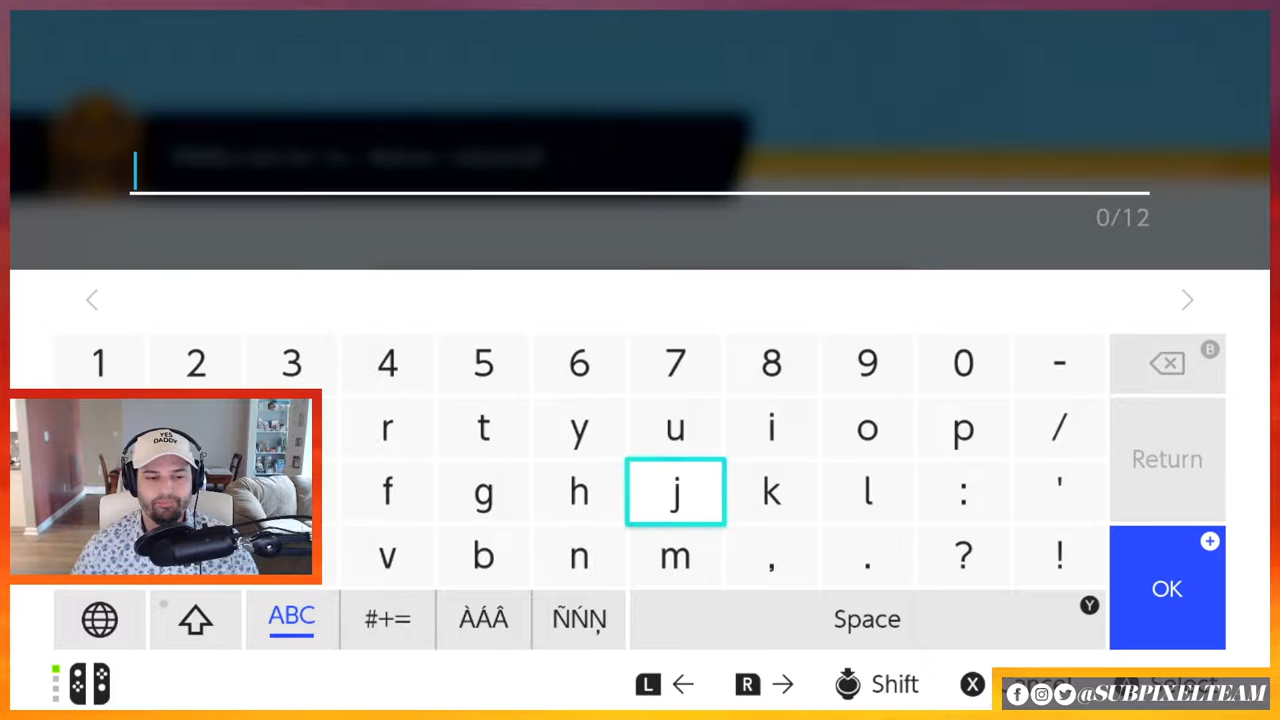 0/12
1 2 3 4 5 6 7 8 9 0 - B
r t y u i o p / Return
f g h j k l : '
v b n m , . ? ! OK
ABC #+= ÀÁÂ ÑŃŅ Space Y
L ← R → Shift X
@SUBPIXELTEAM
YES
DADDY